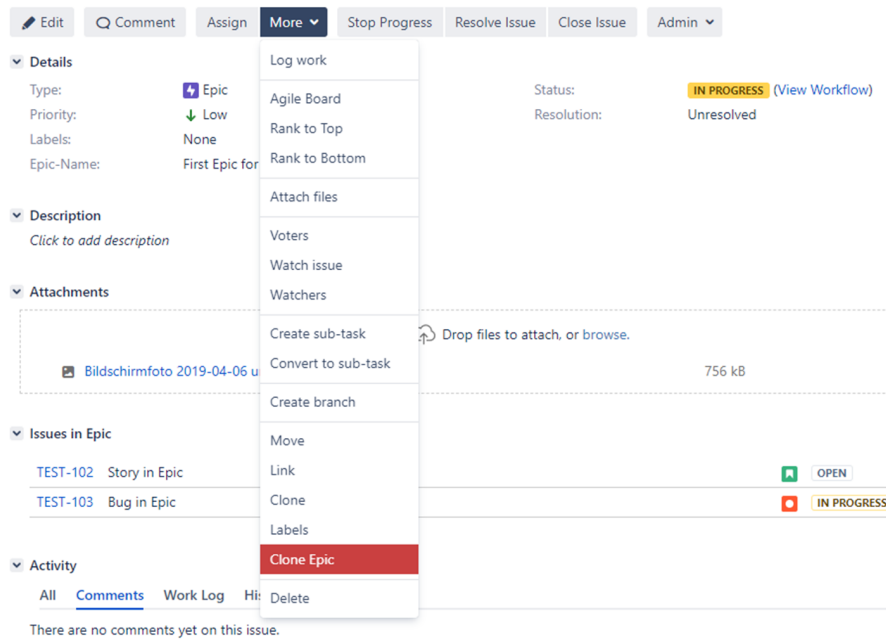 Edit Comment Assign More Stop Progress Resolve Issue Close Issue Admin
Details
Log work
Type: Epic
Status: IN PROGRESS (View Workflow)
Agile Board
Priority: Low
Resolution: Unresolved
Rank to Top
Labels: None
Rank to Bottom
Epic-Name: First Epic for
Attach files
Description
Voters
Click to add description
Watch issue
Attachments
Watchers
Create sub-task
Drop files to attach, or browse.
Convert to sub-task
Bildschirmfoto 2019-04-06 u
756 kB
Create branch
Issues in Epic
Move
TEST-102 Story in Epic
OPEN
Link
TEST-103 Bug in Epic
IN PROGRESS
Clone
Labels
Clone Epic
Activity
All Comments Work Log His
Delete
There are no comments yet on this issue.